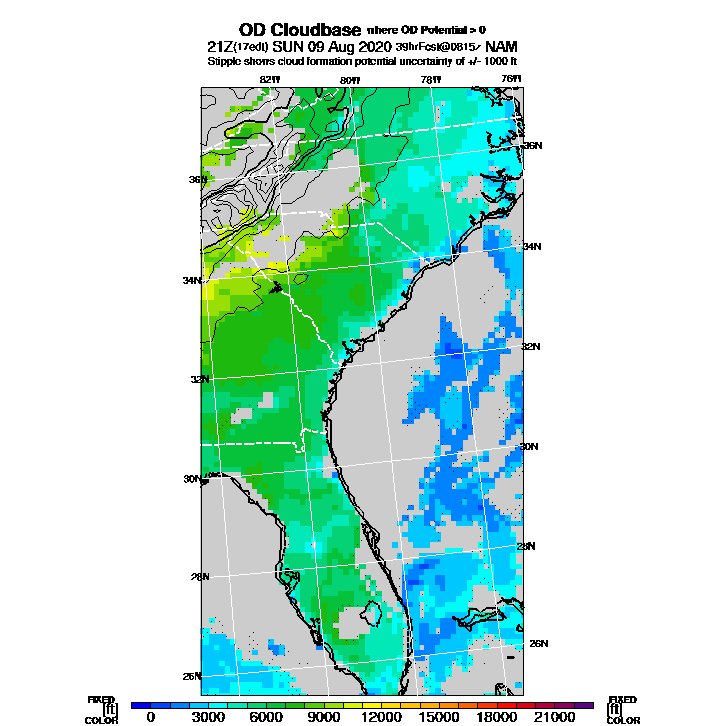 OD Cloudbase where OD Potential > 0
21Z(17edt) SUN 09 Aug 2020 39hrFcst@0815z NAM
Stipple shows cloud formation potential uncertainty of +/- 1000 ft
82W 80W 78W 76W
36N 36N
34N 34N
32N 32N
30N 30N
28N 28N
26N 26N
FIXED FIXED
[ft] [ft]
COLOR COLOR
0 3000 6000 9000 12000 15000 18000 21000